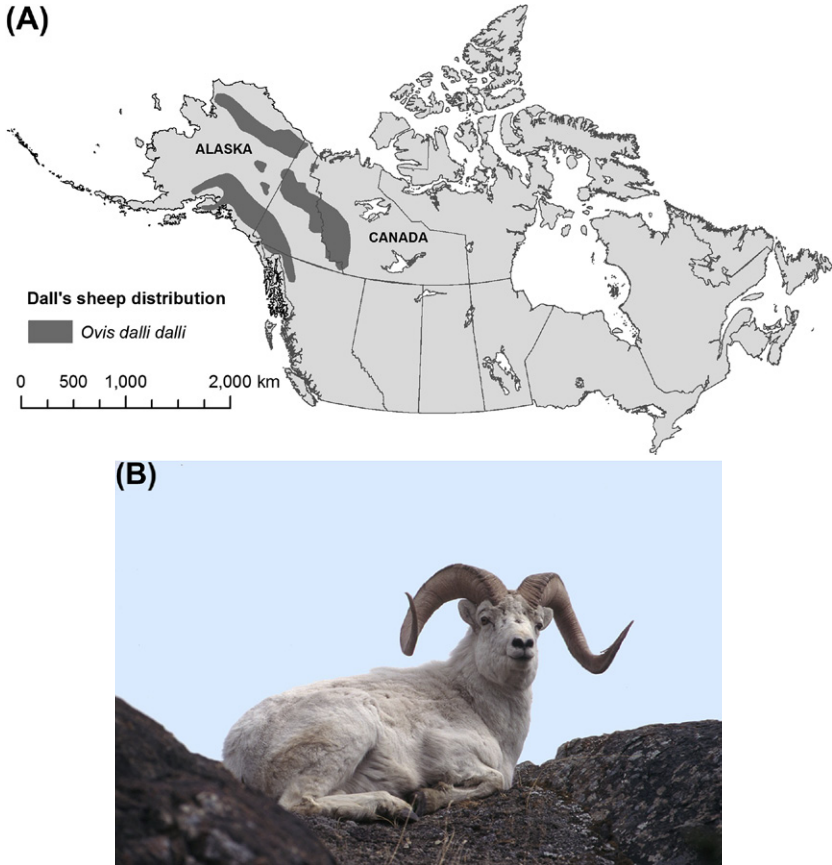 (A)
ALASKA
CANADA
Dall's sheep distribution
Ovis dalli dalli
0 500 1,000 2,000 km
(B)